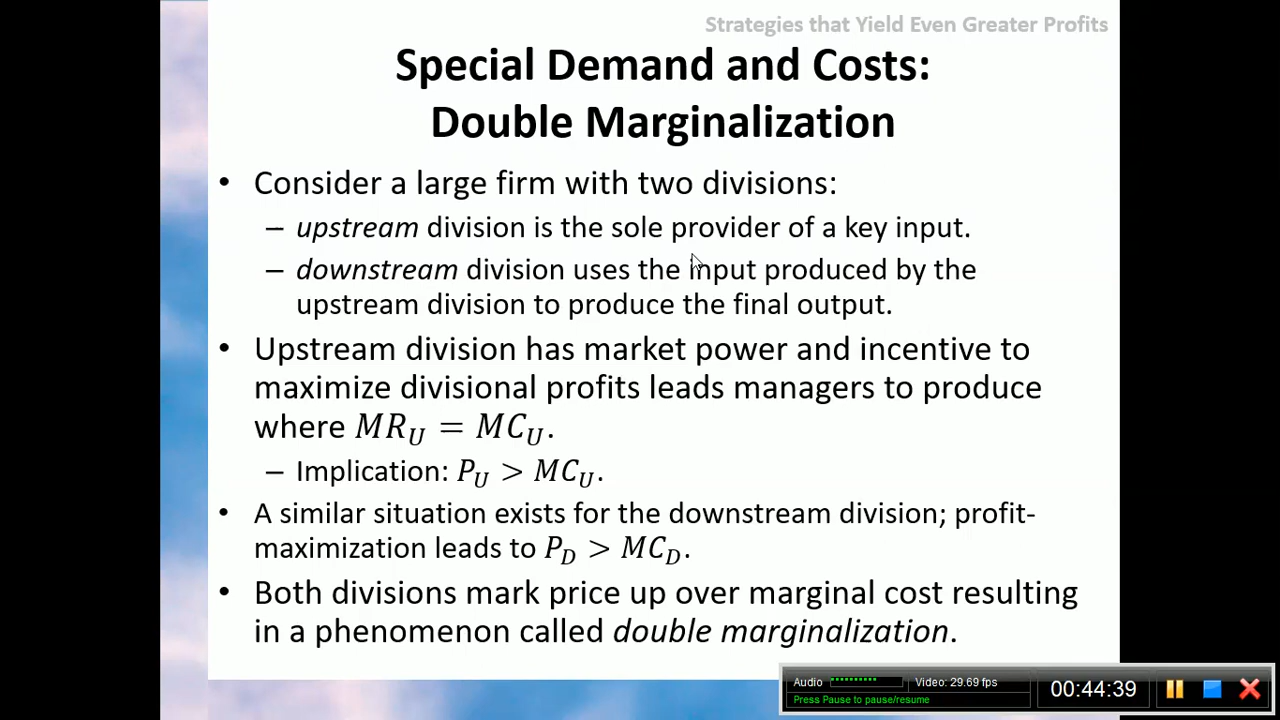 Strategies that Yield Even Greater Profits
Special Demand and Costs:
Double Marginalization
• Consider a large firm with two divisions:
– upstream division is the sole provider of a key input.
– downstream division uses the input produced by the
upstream division to produce the final output.
• Upstream division has market power and incentive to
maximize divisional profits leads managers to produce
where MR_U = MC_U.
– Implication: P_U > MC_U.
• A similar situation exists for the downstream division; profit-
maximization leads to P_D > MC_D.
• Both divisions mark price up over marginal cost resulting
in a phenomenon called double marginalization.
Audio Video: 29.69 fps
Press Pause to pause/resume
00:44:39